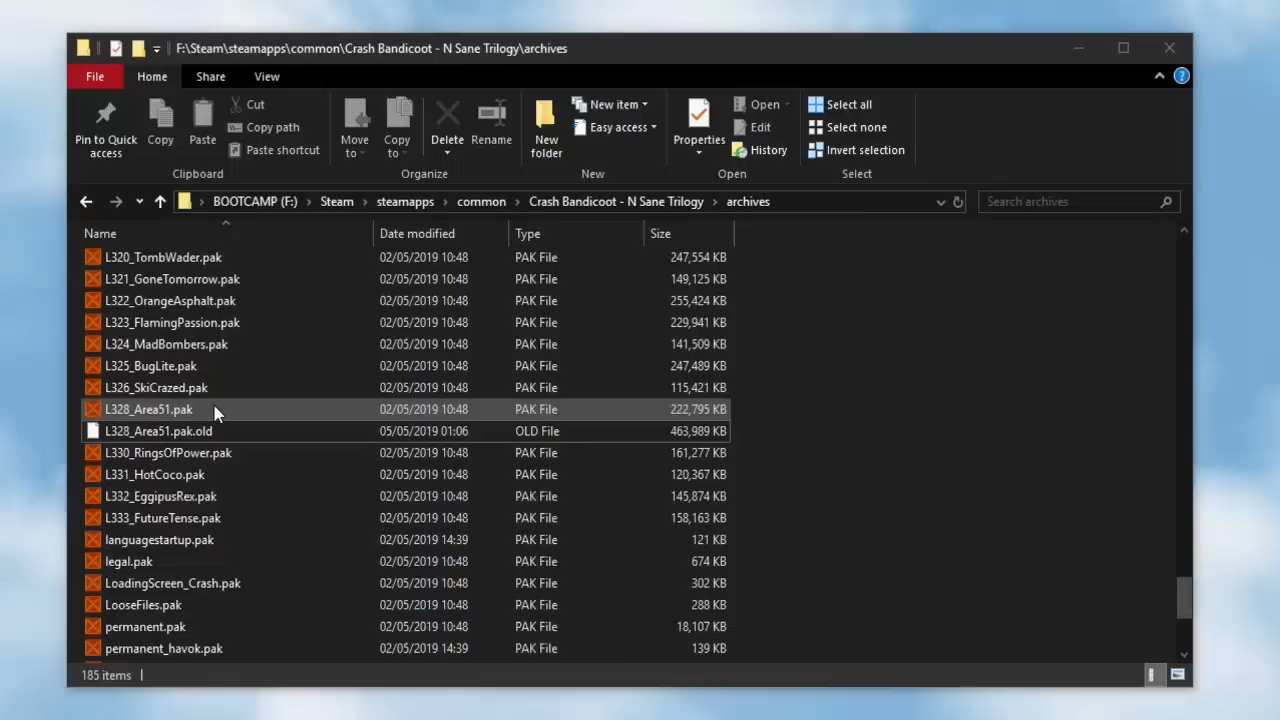 F:\Steam\steamapps\common\Crash Bandicoot - N Sane Trilogy\archives
File Home Share View
Pin to Quick access
Copy
Paste
Cut
Copy path
Paste shortcut
Clipboard
Move to
Copy to
Delete
Rename
Organize
New folder
New item
Easy access
New
Properties
Open
Edit
History
Open
Select all
Select none
Invert selection
Select
BOOTCAMP (F:) Steam steamapps common Crash Bandicoot - N Sane Trilogy archives
Search archives
Name Date modified Type Size
L320_TombWader.pak 02/05/2019 10:48 PAK File 247,554 KB
L321_GoneTomorrow.pak 02/05/2019 10:48 PAK File 149,125 KB
L322_OrangeAsphalt.pak 02/05/2019 10:48 PAK File 255,424 KB
L323_FlamingPassion.pak 02/05/2019 10:48 PAK File 229,941 KB
L324_MadBombers.pak 02/05/2019 10:48 PAK File 141,509 KB
L325_BugLite.pak 02/05/2019 10:48 PAK File 247,489 KB
L326_SkiCrazed.pak 02/05/2019 10:48 PAK File 115,421 KB
L328_Area51.pak 02/05/2019 10:48 PAK File 222,795 KB
L328_Area51.pak.old 05/05/2019 01:06 OLD File 463,989 KB
L330_RingsOfPower.pak 02/05/2019 10:48 PAK File 161,277 KB
L331_HotCoco.pak 02/05/2019 10:48 PAK File 120,367 KB
L332_EggipusRex.pak 02/05/2019 10:48 PAK File 145,874 KB
L333_FutureTense.pak 02/05/2019 10:48 PAK File 158,163 KB
languagestartup.pak 02/05/2019 14:39 PAK File 121 KB
legal.pak 02/05/2019 10:48 PAK File 674 KB
LoadingScreen_Crash.pak 02/05/2019 10:48 PAK File 302 KB
LooseFiles.pak 02/05/2019 10:48 PAK File 288 KB
permanent.pak 02/05/2019 10:48 PAK File 18,107 KB
permanent_havok.pak 02/05/2019 14:39 PAK File 139 KB
185 items